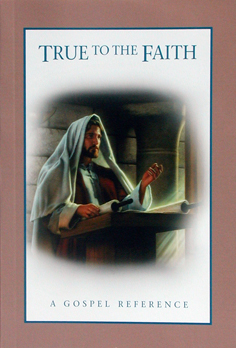 TRUE TO THE FAITH
A GOSPEL REFERENCE